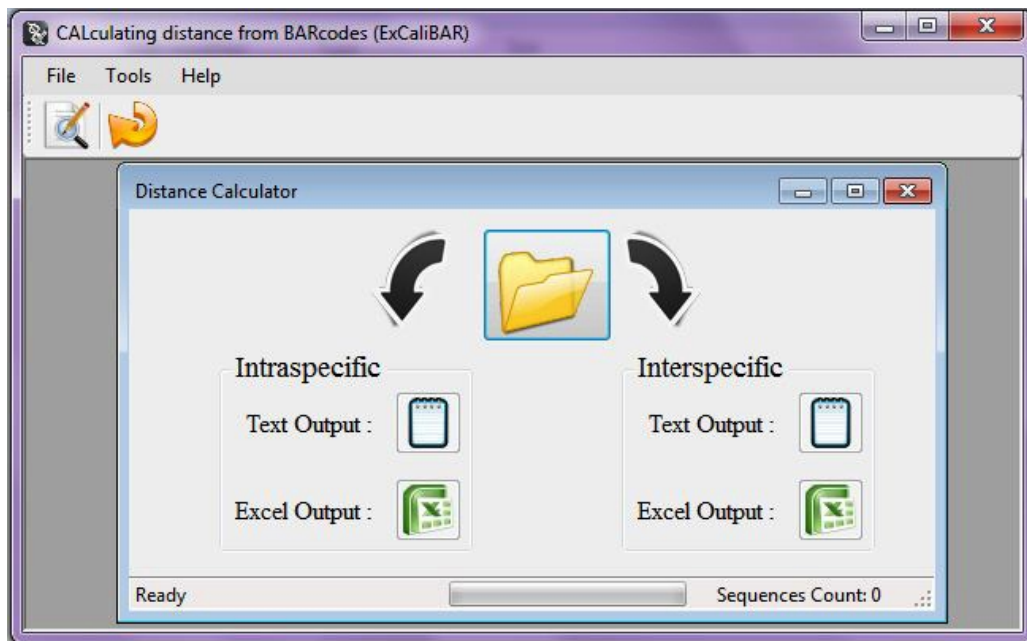 CALculating distance from BARcodes (ExCaliBAR)
File Tools Help
Distance Calculator
Intraspecific
Text Output :
Excel Output :
Interspecific
Text Output :
Excel Output :
Ready
Sequences Count: 0